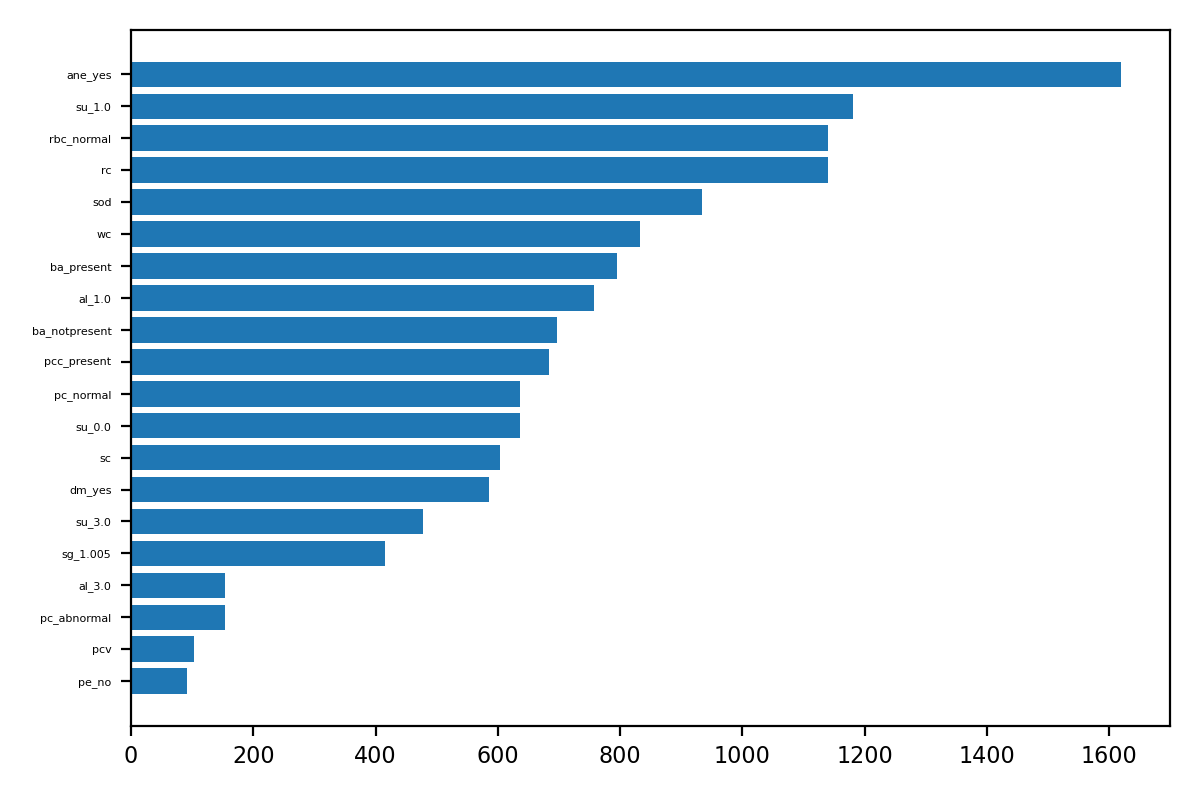 ane_yes
su_1.0
rbc_normal
rc
sod
wc
ba_present
al_1.0
ba_notpresent
pcc_present
pc_normal
su_0.0
sc
dm_yes
su_3.0
sg_1.005
al_3.0
pc_abnormal
pcv
pe_no
0 200 400 600 800 1000 1200 1400 1600